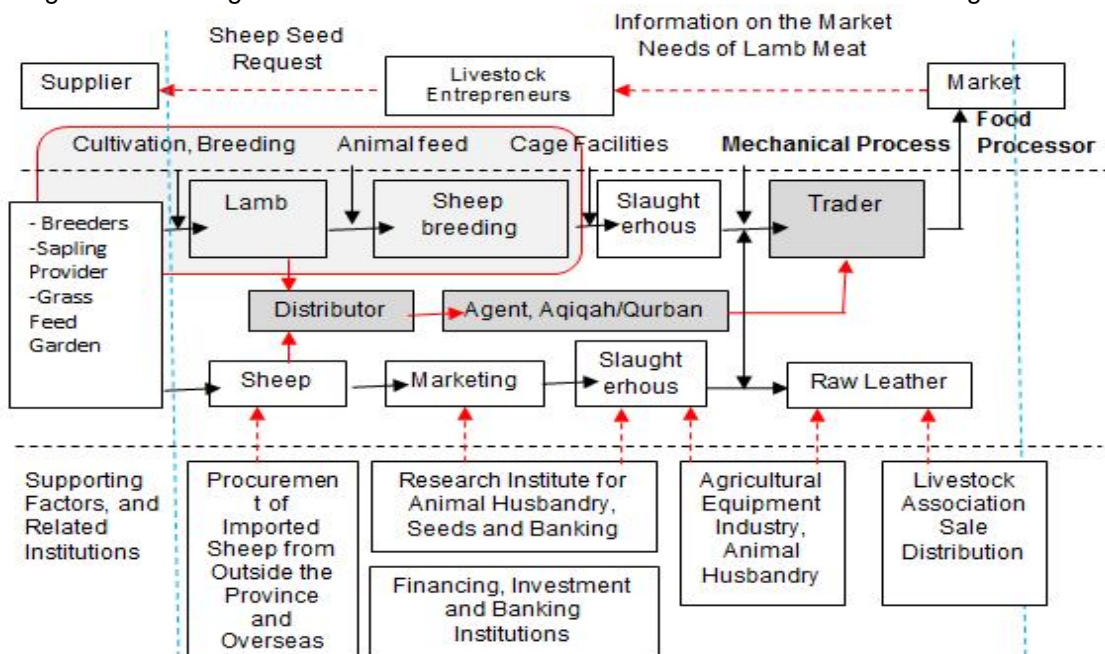 Sheep Seed
Request
Information on the Market
Needs of Lamb Meat
Supplier
Livestock
Entrepreneurs
Market
Food
Processor
Cultivation, Breeding
Animal feed
Cage Facilities
Mechanical Process
- Breeders
-Sapling
Provider
-Grass
Feed
Garden
Lamb
Sheep
breeding
Slaught
erhous
Trader
Distributor
Agent, Aqiqah/Qurban
Sheep
Marketing
Slaught
erhous
Raw Leather
Supporting
Factors, and
Related
Institutions
Procuremen
t of
Imported
Sheep from
Outside the
Province
and
Overseas
Research Institute for
Animal Husbandry,
Seeds and Banking
Financing, Investment
and Banking
Institutions
Agricultural
Equipment
Industry,
Animal
Husbandry
Livestock
Association
Sale
Distribution